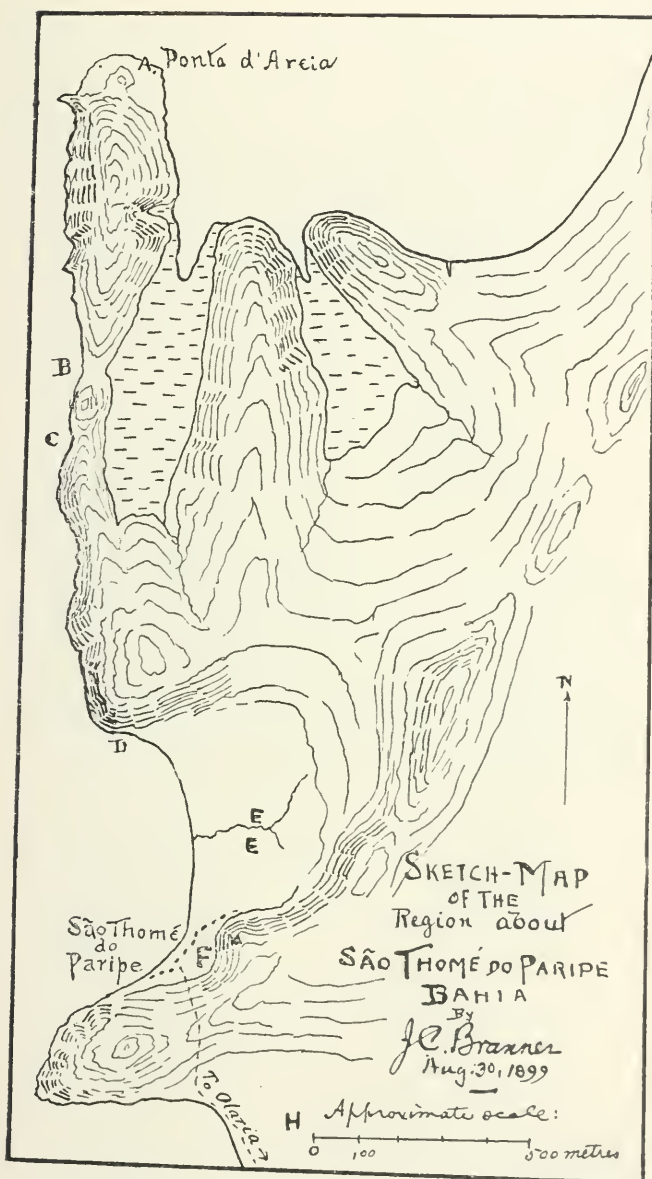 A. Ponta d'Areia
B
C
D
N
E
E
São Thomé
do
Paripe
F
SKETCH-MAP
OF THE
Region about
SÃO THOMÉ DO PARIPE
BAHIA
By
J.C. Branner
Aug. 30, 1899
To Olaria
H
Approximate scale:
0 100 500 metres